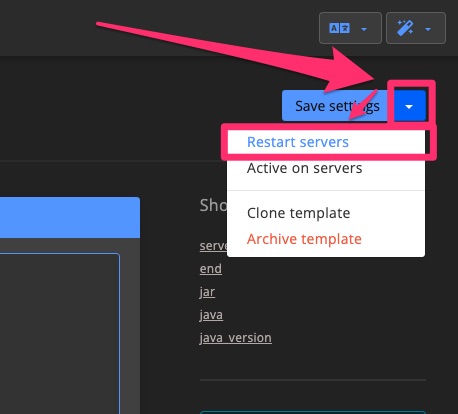 Save settings
Restart servers
Active on servers
Clone template
Archive template
Sho
serve
end
jar
java
java_version